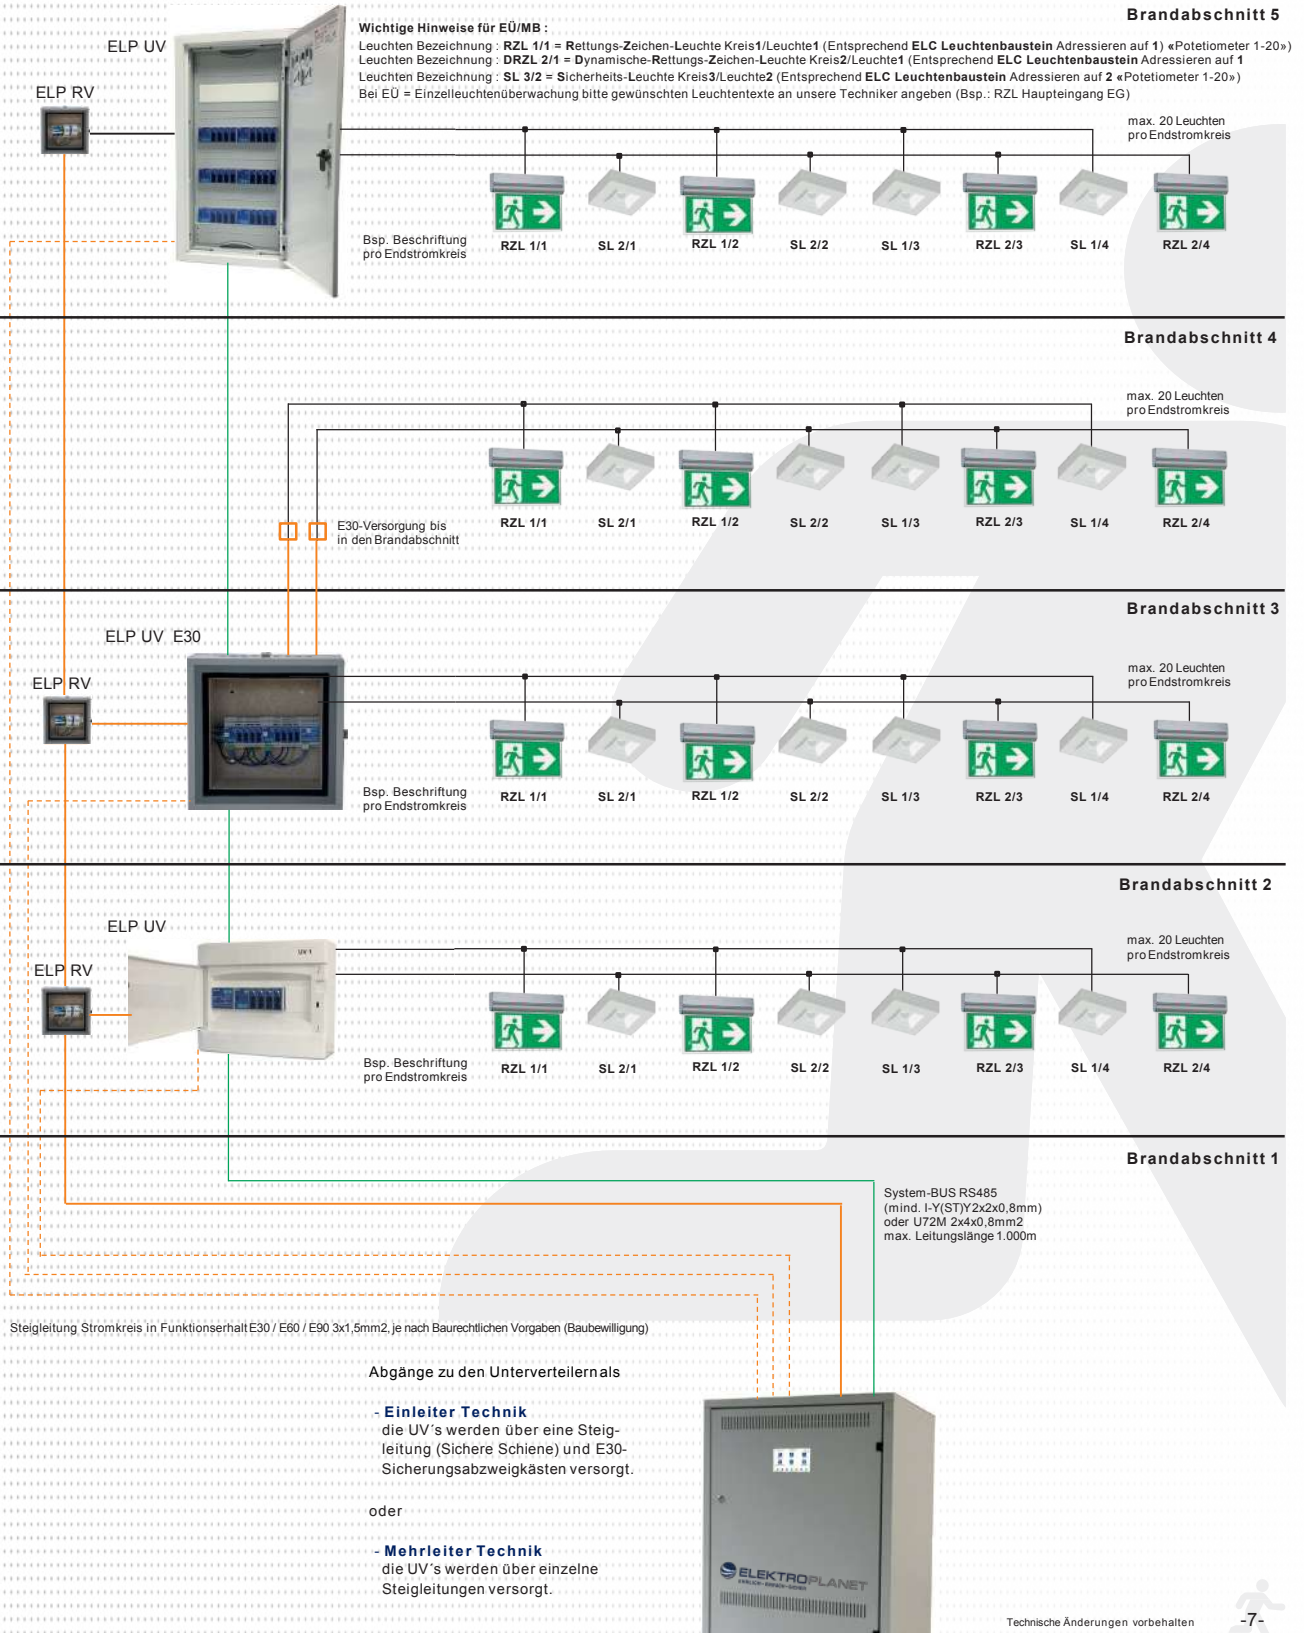 Brandabschnitt 5
Wichtige Hinweise für EÜ/MB :
ELP UV
Leuchten Bezeichnung : RZL 1/1 = Rettungs-Zeichen-Leuchte Kreis1/Leuchte1 (Entsprechend ELC Leuchtenbaustein Adressieren auf 1) «Potetiometer 1-20»)
Leuchten Bezeichnung : DRZL 2/1 = Dynamische-Rettungs-Zeichen-Leuchte Kreis2/Leuchte1 (Entsprechend ELC Leuchtenbaustein Adressieren auf 1
Leuchten Bezeichnung : SL 3/2 = Sicherheits-Leuchte Kreis3/Leuchte2 (Entsprechend ELC Leuchtenbaustein Adressieren auf 2 «Potetiometer 1-20»)
Bei EÜ = Einzelleuchtenüberwachung bitte gewünschten Leuchtentexte an unsere Techniker angeben (Bsp.: RZL Haupteingang EG)
ELP RV
max. 20 Leuchten
pro Endstromkreis
Bsp. Beschriftung
pro Endstromkreis
RZL 1/1 SL 2/1 RZL 1/2 SL 2/2 SL 1/3 RZL 2/3 SL 1/4 RZL 2/4
Brandabschnitt 4
max. 20 Leuchten
pro Endstromkreis
E30-Versorgung bis
in den Brandabschnitt
RZL 1/1 SL 2/1 RZL 1/2 SL 2/2 SL 1/3 RZL 2/3 SL 1/4 RZL 2/4
Brandabschnitt 3
ELP UV E30
max. 20 Leuchten
pro Endstromkreis
ELP RV
Bsp. Beschriftung
pro Endstromkreis
RZL 1/1 SL 2/1 RZL 1/2 SL 2/2 SL 1/3 RZL 2/3 SL 1/4 RZL 2/4
Brandabschnitt 2
ELP UV
max. 20 Leuchten
pro Endstromkreis
UV 1
ELP RV
Bsp. Beschriftung
pro Endstromkreis
RZL 1/1 SL 2/1 RZL 1/2 SL 2/2 SL 1/3 RZL 2/3 SL 1/4 RZL 2/4
Brandabschnitt 1
System-BUS RS485
(mind. I-Y(ST)Y2x2x0,8mm)
oder U72M 2x4x0,8mm2
max. Leitungslänge 1.000m
Steigleitung Stromkreis in Funktionserhalt E30 / E60 / E90 3x1,5mm2, je nach Baurechtlichen Vorgaben (Baubewilligung)
Abgänge zu den Unterverteilern als
- Einleiter Technik
die UV´s werden über eine Steig-
leitung (Sichere Schiene) und E30-
Sicherungsabzweigkästen versorgt.
oder
- Mehrleiter Technik
die UV´s werden über einzelne
Steigleitungen versorgt.
ELEKTROPLANET
Technische Änderungen vorbehalten -7-